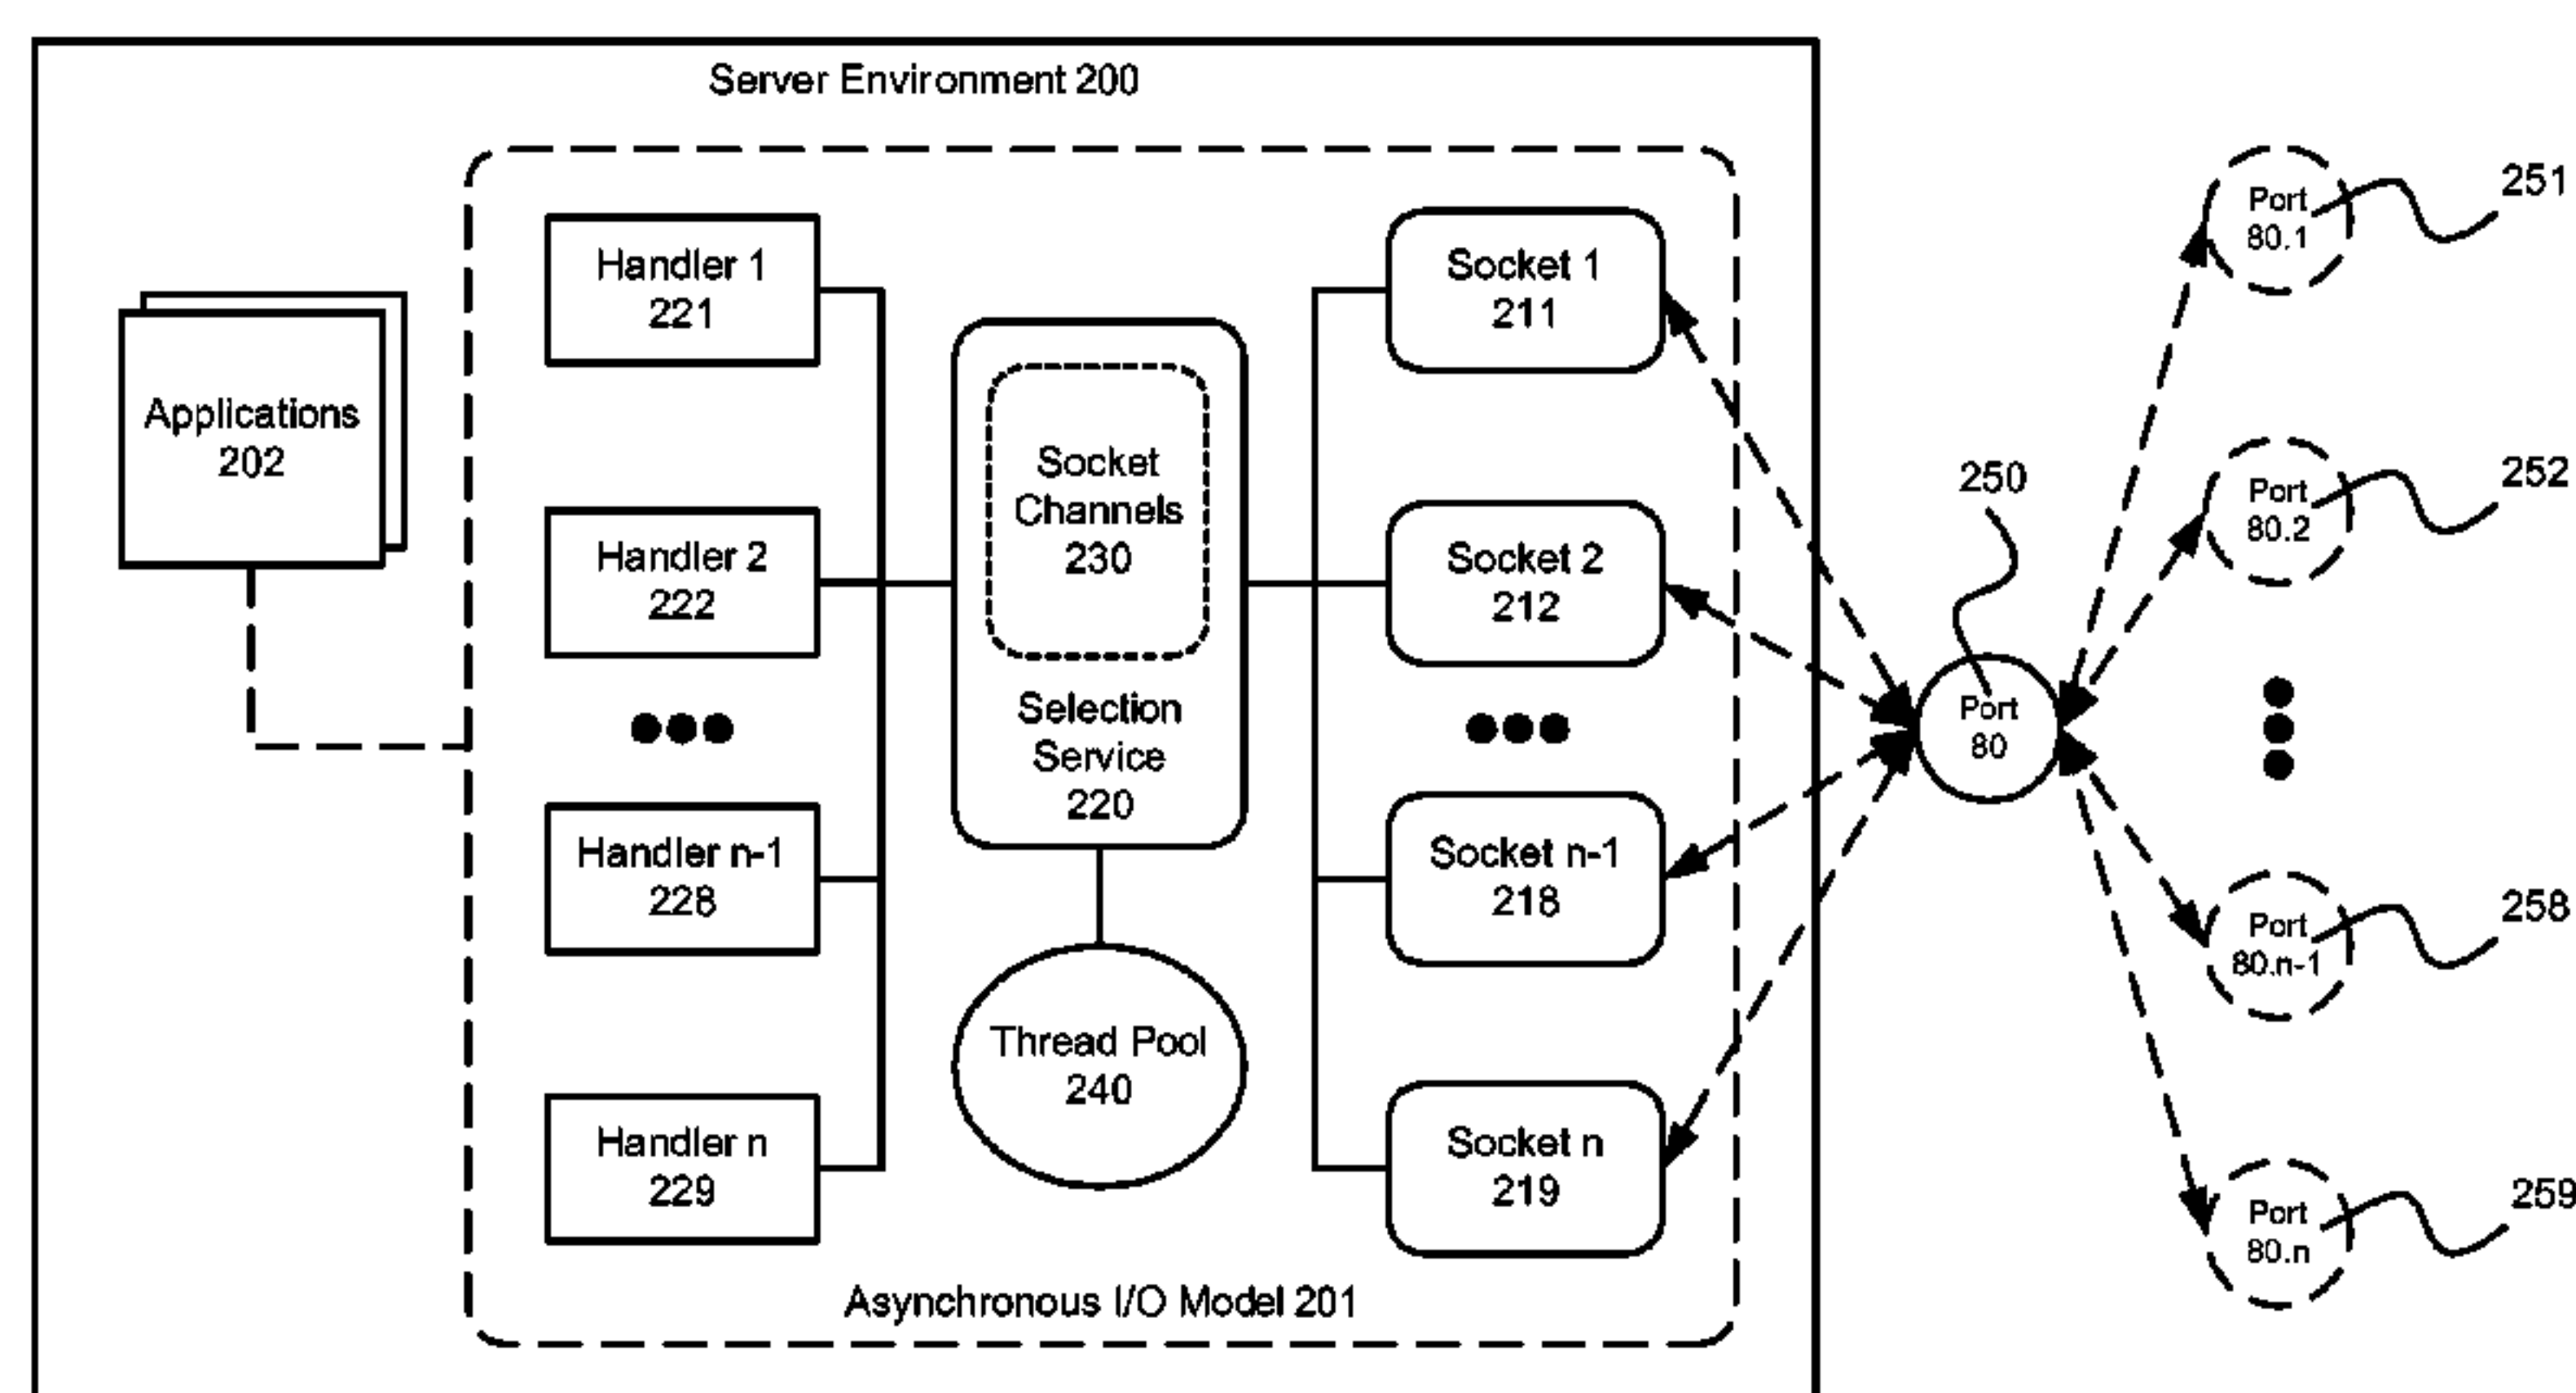 Server Environment 200
Applications
202
Handler 1
221
Handler 2
222
Handler n-1
228
Handler n
229
Socket
Channels
230
Selection
Service
220
Thread Pool
240
Socket 1
211
Socket 2
212
Socket n-1
218
Socket n
219
Asynchronous I/O Model 201
250
Port
80
Port
80.1
251
Port
80.2
252
Port
80.n-1
258
Port
80.n
259